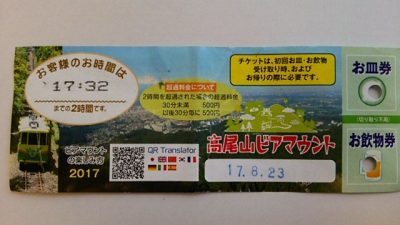 お客様のお時間は
17:32
までの2時間です。
超過料金について
2時間を超過された場合の超過料金
30分未満 500円
以後30分毎に 500円
チケットは、初回お皿・お飲物
受け取り時、および
お帰りの際に必要です。
お皿券
(切り取り不可)
お飲物券
ビアマウント
の楽しみ方
2017
QR Translator
高尾山ビアマウント
17.8.23